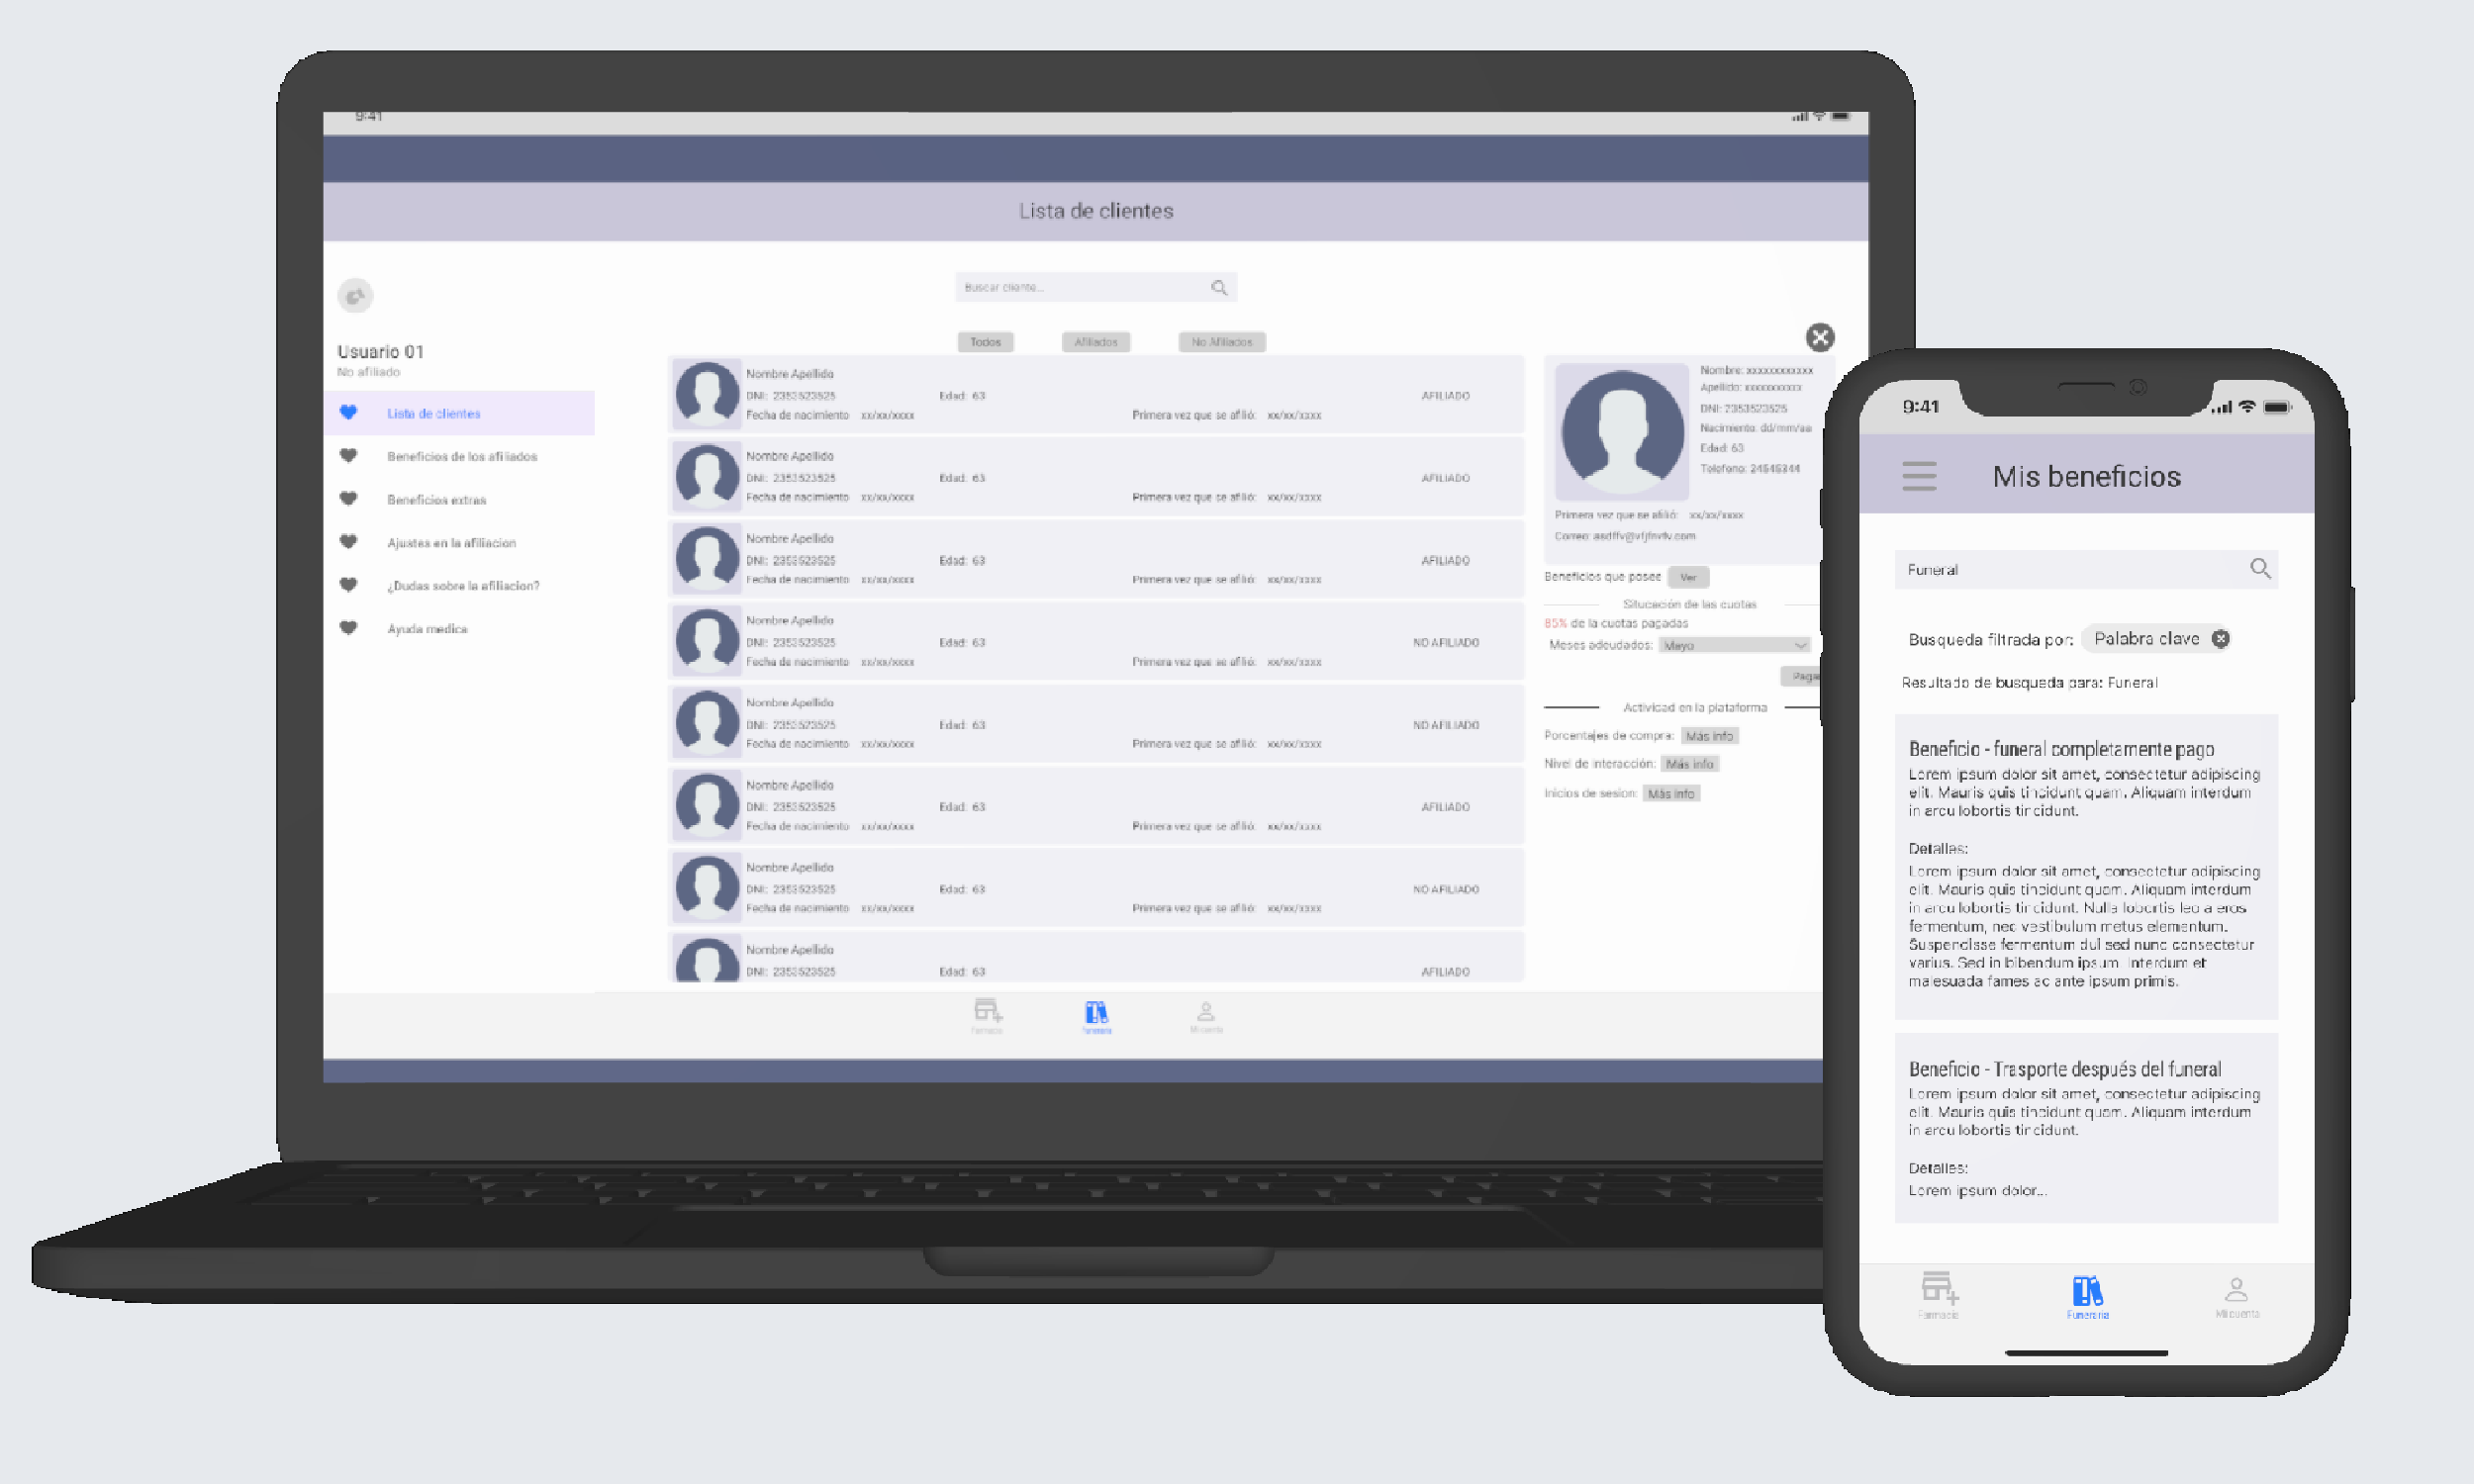 9:41
Lista de clientes
Buscar cliente...
Todos
Afiliados
No Afiliados
Usuario 01
No afiliado
Lista de clientes
Beneficios de los afiliados
Beneficios extras
Ajustes en la afiliacion
¿Dudas sobre la afiliacion?
Ayuda medica
Nombre Apellido
DNI: 2353523525 Edad: 63 AFILIADO
Fecha de nacimiento xx/xx/xxxx Primera vez que se afilió: xx/xx/xxxx
Nombre Apellido
DNI: 2353523525 Edad: 63 AFILIADO
Fecha de nacimiento xx/xx/xxxx Primera vez que se afilió: xx/xx/xxxx
Nombre Apellido
DNI: 2353523525 Edad: 63 AFILIADO
Fecha de nacimiento xx/xx/xxxx Primera vez que se afilió: xx/xx/xxxx
Nombre Apellido
DNI: 2353523525 Edad: 63 NO AFILIADO
Fecha de nacimiento xx/xx/xxxx Primera vez que se afilió: xx/xx/xxxx
Nombre Apellido
DNI: 2353523525 Edad: 63 NO AFILIADO
Fecha de nacimiento xx/xx/xxxx Primera vez que se afilió: xx/xx/xxxx
Nombre Apellido
DNI: 2353523525 Edad: 63 AFILIADO
Fecha de nacimiento xx/xx/xxxx Primera vez que se afilió: xx/xx/xxxx
Nombre Apellido
DNI: 2353523525 Edad: 63 NO AFILIADO
Fecha de nacimiento xx/xx/xxxx Primera vez que se afilió: xx/xx/xxxx
Nombre Apellido
DNI: 2353523525 Edad: 63 AFILIADO
Nombre: xxxxxxxxxxxx
Apellido: xxxxxxxxxxx
DNI: 2353523525
Nacimiento: dd/mm/aa
Edad: 63
Telofono: 24545344
Primera vez que se afilió: xx/xx/xxxx
Beneficios que posee Ver
Situcación de las cuotas
85% de la cuotas pagadas
Meses adeudados: Mayo
Paga
Actividad en la plataforma
Porcentajes de compra: Más info
Nivel de interacción: Más info
Inicios de sesion: Más info
Farmacia
Funeraria
Mi cuenta
9:41
Mis beneficios
Funeral
Busqueda filtrada por: Palabra clave
Resultado de busqueda para: Funeral
Beneficio - funeral completamente pago
Lorem ipsum dolor sit amet, consectetur adipiscing
elit. Mauris quis tincidunt quam. Aliquam interdum
in arcu lobortis tincidunt.
Detalles:
Lorem ipsum dolor sit amet, consectetur adipiscing
elit. Mauris quis tincidunt quam. Aliquam interdum
in arcu lobortis tincidunt. Nulla lobortis leo a eros
fermentum, nec vestibulum metus elementum.
Suspendisse fermentum dui sed nunc consectetur
varius. Sed in bibendum ipsum. Interdum et
malesuada fames ac ante ipsum primis.
Beneficio - Trasporte después del funeral
Lorem ipsum dolor sit amet, consectetur adipiscing
elit. Mauris quis tincidunt quam. Aliquam interdum
in arcu lobortis tincidunt.
Detalles:
Lorem ipsum dolor...
Farmacia
Funeraria
Mi cuenta